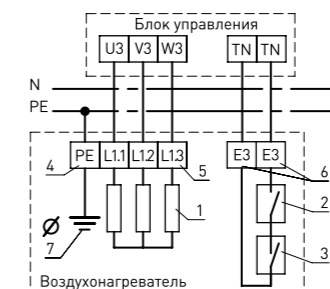 Блок управления
U3 V3 W3 TN TN
N
PE
PE L1.1 L1.2 L1.3 E3 E3
4 5 6
1 2
7 3
Воздухонагреватель